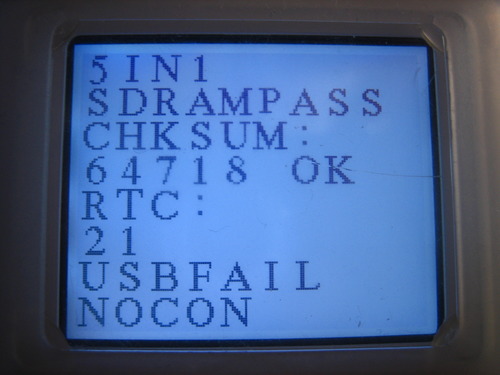 5IN1
SDRAMPASS
CHKSUM:
64718 OK
RTC:
21
USBFAIL
NOCON